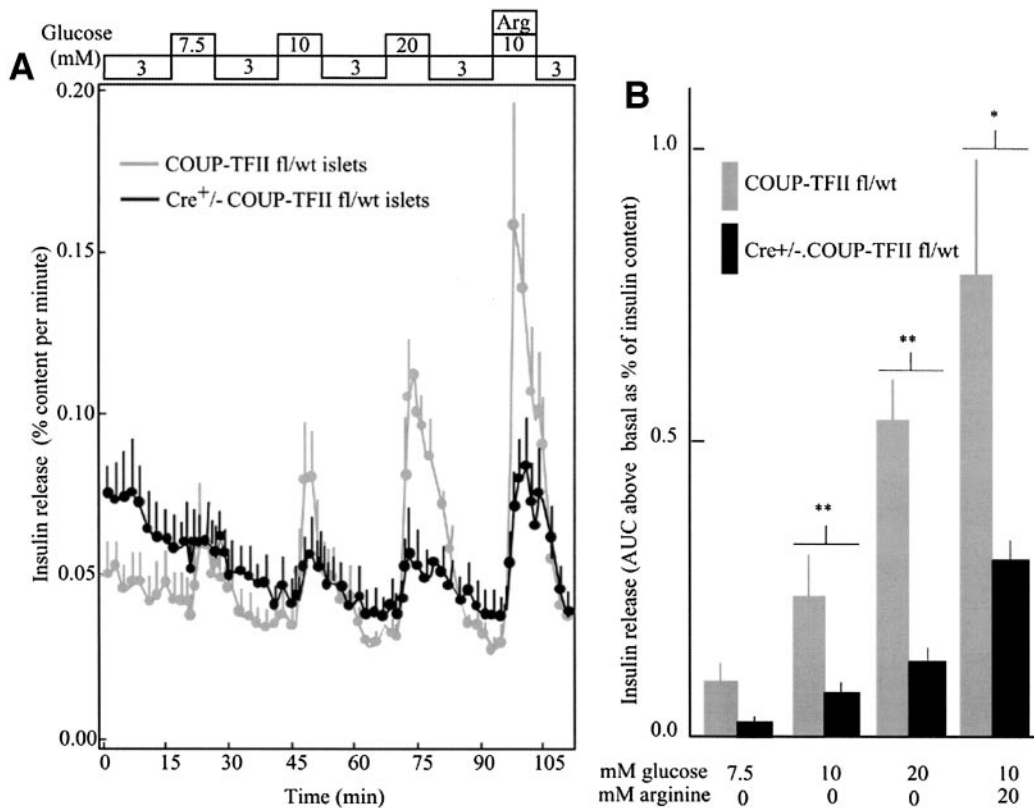 Glucose
(mM)
3
7.5
3
10
3
20
3
Arg
10
3
A
0.20
0.15
0.10
0.05
0.00
Insulin release (% content per minute)
COUP-TFII fl/wt islets
Cre+/- COUP-TFII fl/wt islets
0
15
30
45
60
75
90
105
Time (min)
B
1.0
0.5
0.0
Insulin release (AUC above basal as % of insulin content)
COUP-TFII fl/wt
Cre+/-.COUP-TFII fl/wt
**
**
*
mM glucose 7.5 10 20 10
mM arginine 0 0 0 20